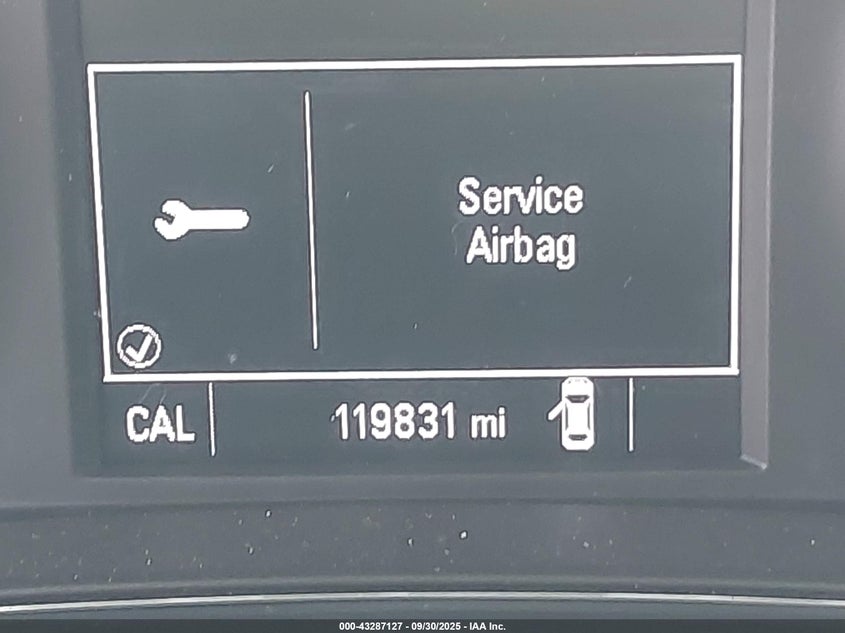 Service
Airbag
CAL
119831 mi
000-43287127 - 09/30/2025 - IAA Inc.